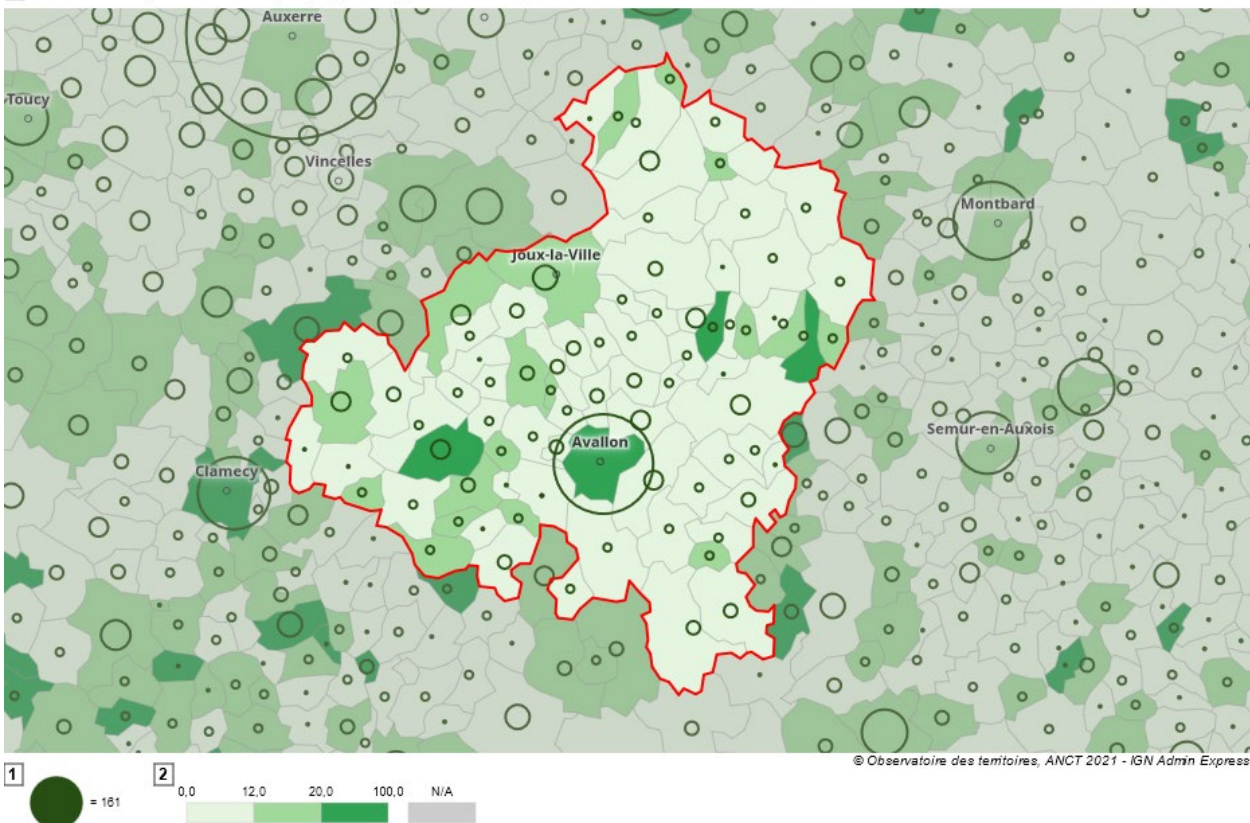 Auxerre
Toucy
Vincelles
Montbard
Joux-la-Ville
Semur-en-Auxois
Avallon
Clamecy
© Observatoire des territoires, ANCT 2021 - IGN Admin Express
1
= 161
2
0,0 12,0 20,0 100,0 N/A